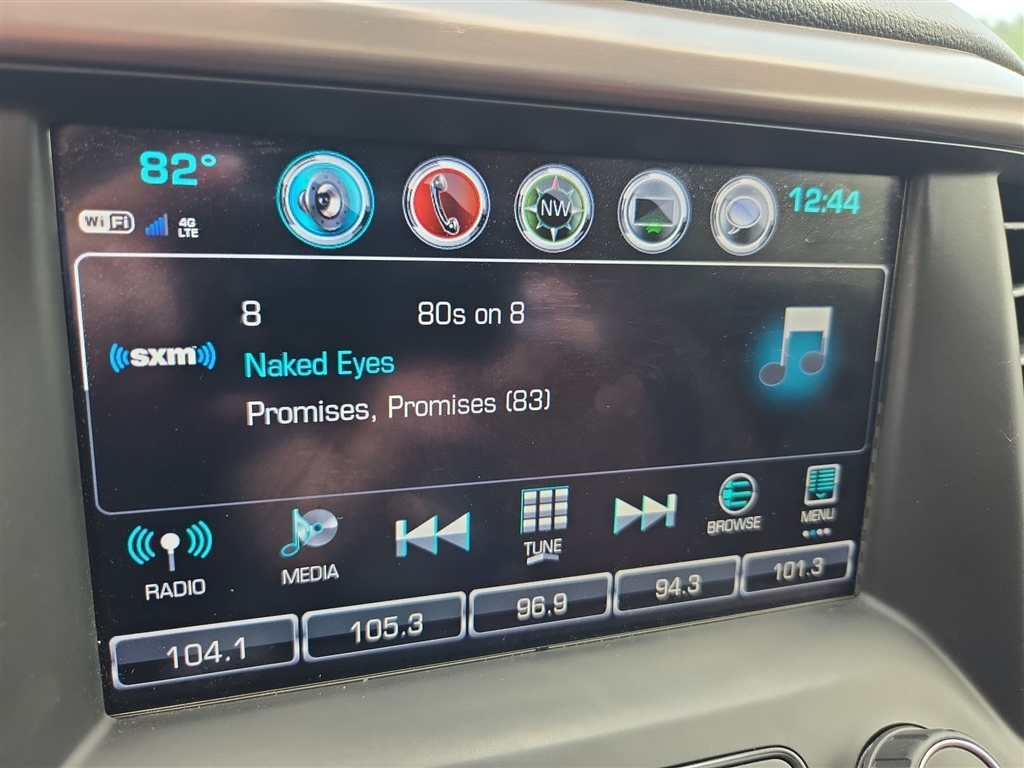 82°
NW
12:44
WiFi
4G
LTE
8
80s on 8
sxm
Naked Eyes
Promises, Promises (83)
RADIO
MEDIA
TUNE
BROWSE
MENU
104.1
105.3
96.9
94.3
101.3